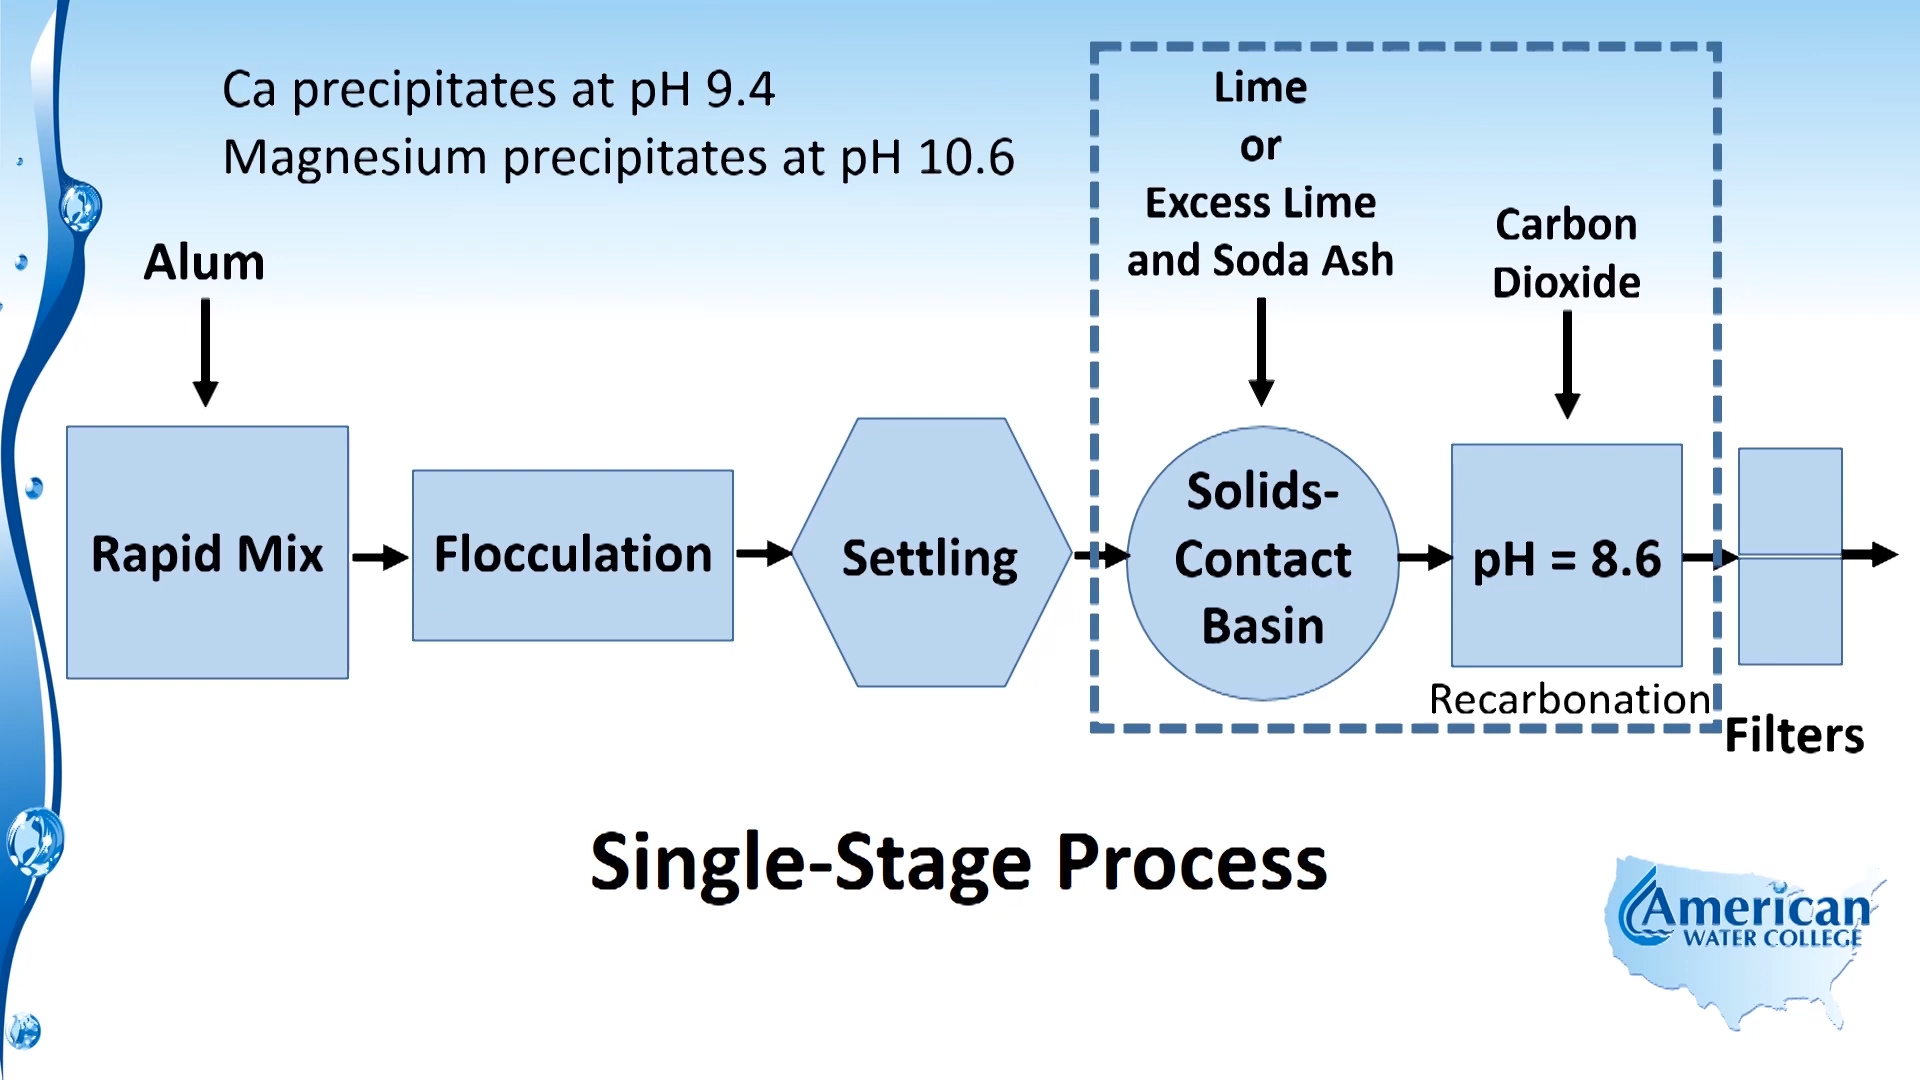 Ca precipitates at pH 9.4
Magnesium precipitates at pH 10.6
Alum
Lime
or
Excess Lime
and Soda Ash
Carbon
Dioxide
Rapid Mix
Flocculation
Settling
Solids-
Contact
Basin
pH = 8.6
Recarbonation
Filters
Single-Stage Process
American
WATER COLLEGE